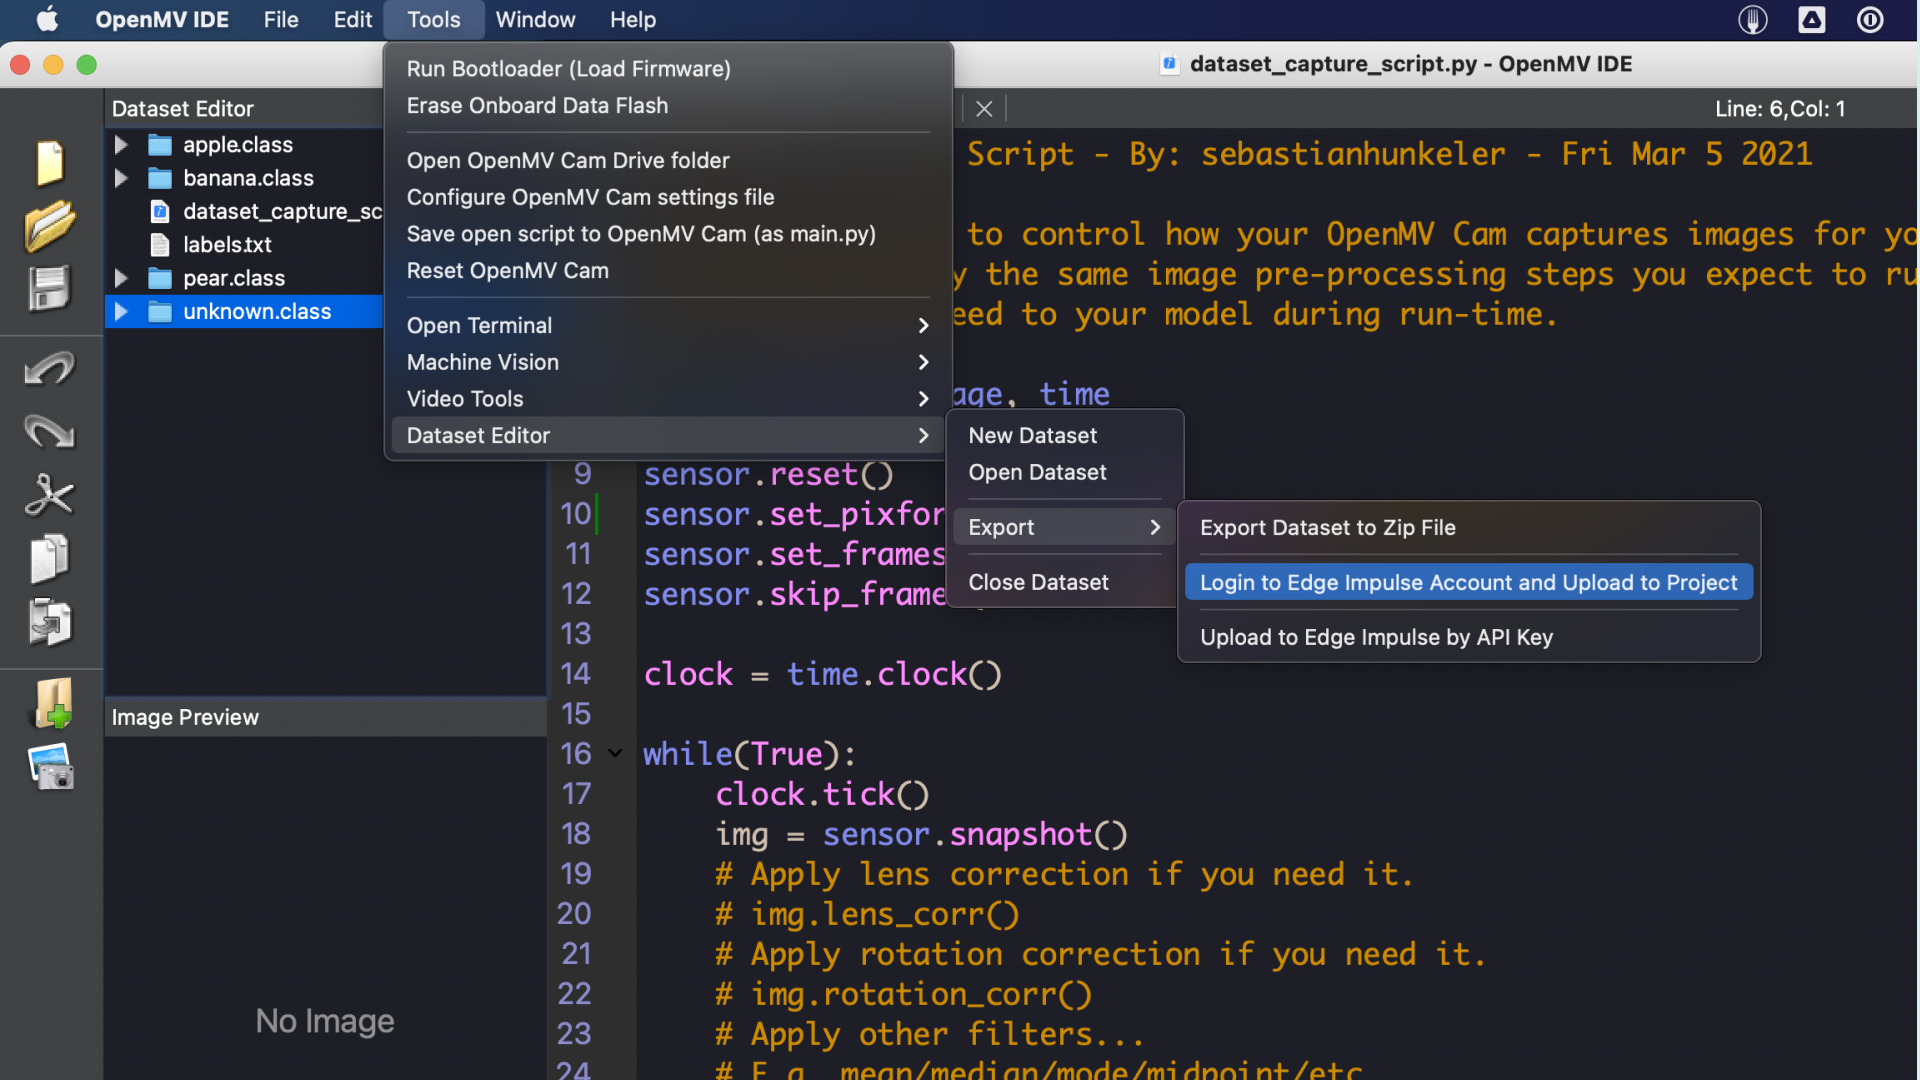 OpenMV IDE File Edit Tools Window Help
dataset_capture_script.py - OpenMV IDE
Dataset Editor
Line: 6,Col: 1
apple.class
banana.class
dataset_capture_sc
labels.txt
pear.class
unknown.class
Run Bootloader (Load Firmware)
Erase Onboard Data Flash
Open OpenMV Cam Drive folder
Configure OpenMV Cam settings file
Save open script to OpenMV Cam (as main.py)
Reset OpenMV Cam
Open Terminal
Machine Vision
Video Tools
Dataset Editor
New Dataset
Open Dataset
Export
Close Dataset
Export Dataset to Zip File
Login to Edge Impulse Account and Upload to Project
Upload to Edge Impulse by API Key
Script - By: sebastianhunkeler - Fri Mar 5 2021
to control how your OpenMV Cam captures images for yo
y the same image pre-processing steps you expect to ru
eed to your model during run-time.
age, time
9 sensor.reset()
10 sensor.set_pixfor
11 sensor.set_frames
12 sensor.skip_frame
13
14 clock = time.clock()
15
16 while(True):
17 clock.tick()
18 img = sensor.snapshot()
19 # Apply lens correction if you need it.
20 # img.lens_corr()
21 # Apply rotation correction if you need it.
22 # img.rotation_corr()
23 # Apply other filters...
24 # E.g. mean/median/mode/midpoint/etc
Image Preview
No Image